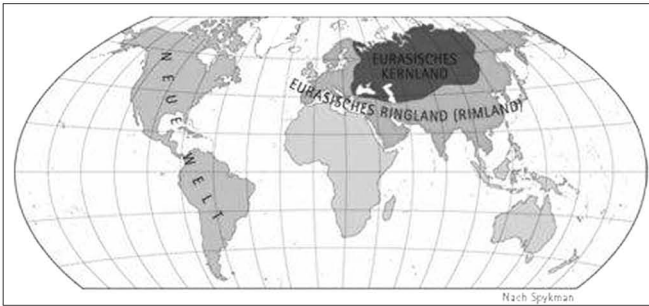 NEUE WELT
EURASISCHES
KERNLAND
EURASISCHES RINGLAND (RIMLAND)
Nach Spykman